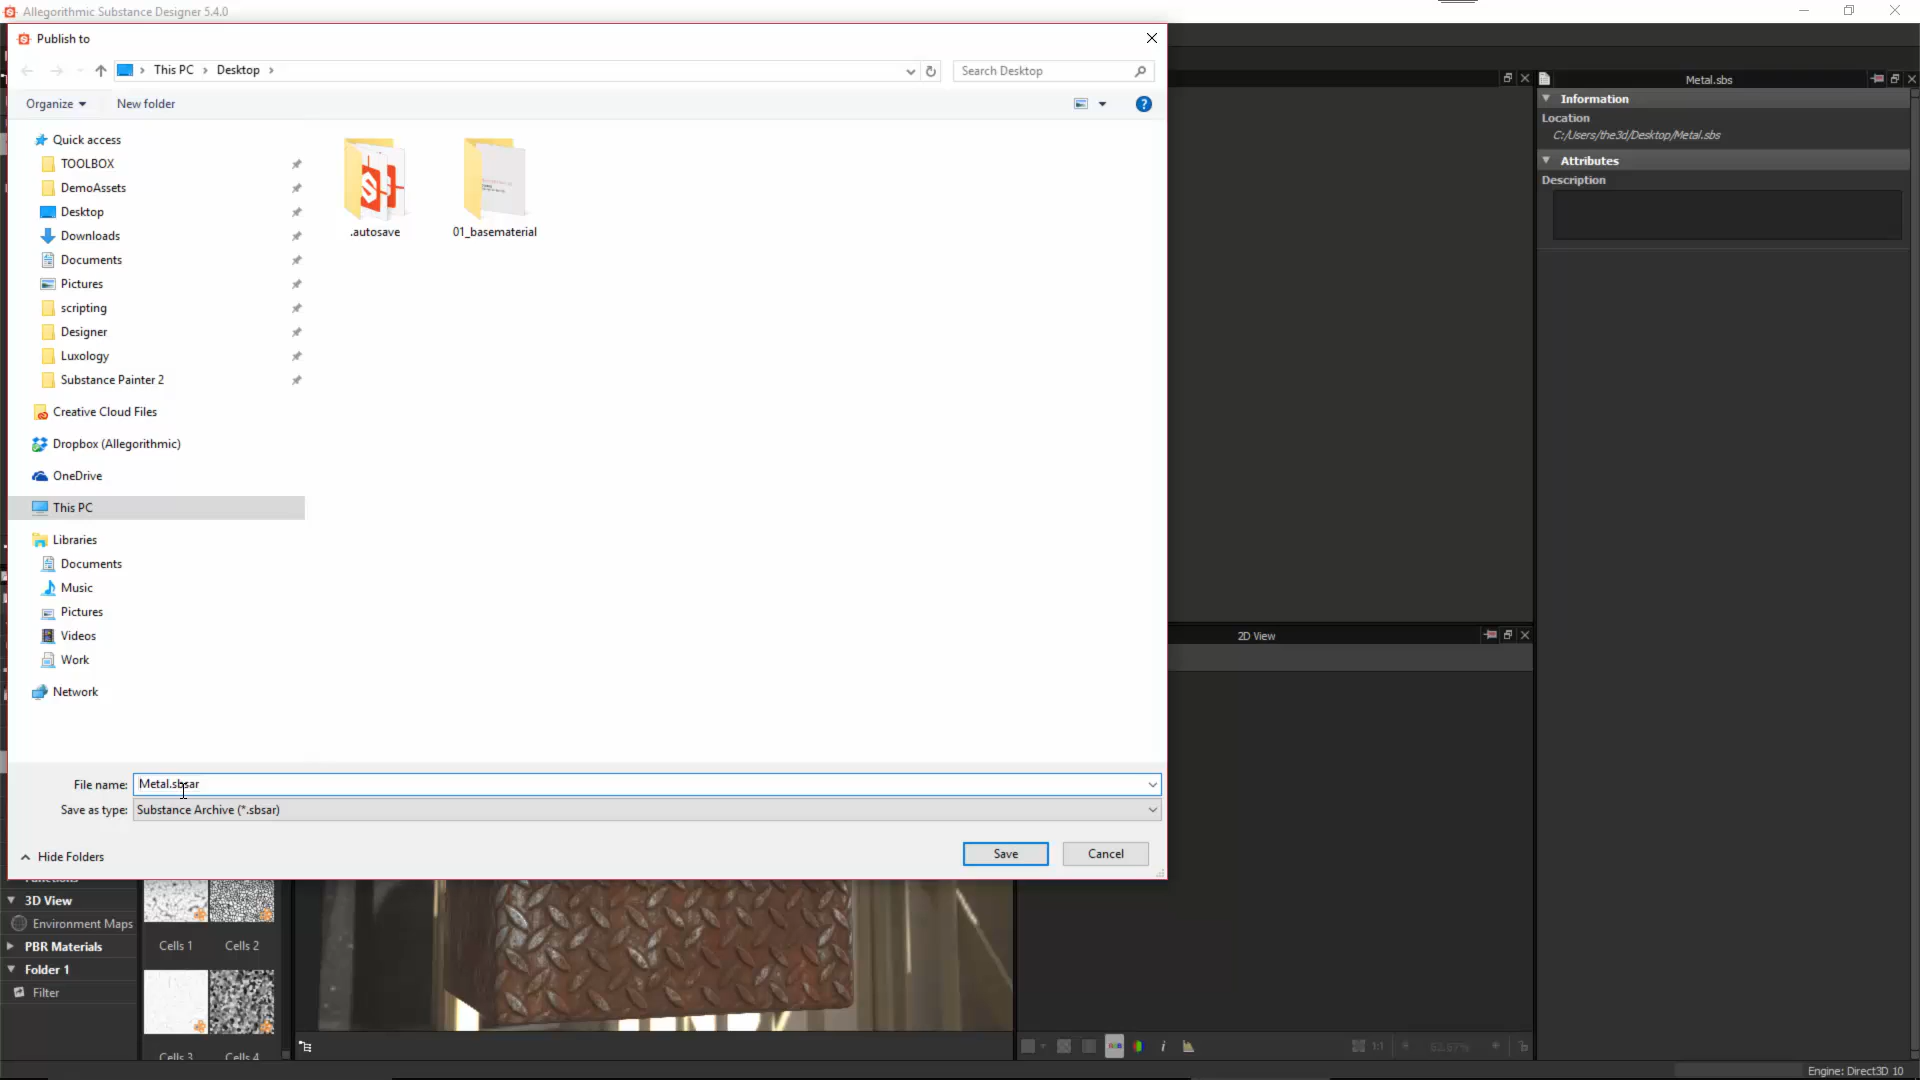 Allegorithmic Substance Designer 5.4.0
Publish to
This PC
Desktop
Search Desktop
Organize
New folder
Quick access
TOOLBOX
DemoAssets
Desktop
Downloads
Documents
Pictures
scripting
Designer
Luxology
Substance Painter 2
Creative Cloud Files
Dropbox (Allegorithmic)
OneDrive
This PC
Libraries
Documents
Music
Pictures
Videos
Work
Network
.autosave
01_basematerial
File name: Metal.sbsar
Save as type: Substance Archive (*.sbsar)
Hide Folders
Save
Cancel
Metal.sbs
Information
Location
C:/Users/the3d/Desktop/Metal.sbs
Attributes
Description
2D View
3D View
Environment Maps
PBR Materials
Folder 1
Filter
Cells 1
Cells 2
Cells 3
Cells 4
1:1
Engine: Direct3D 10